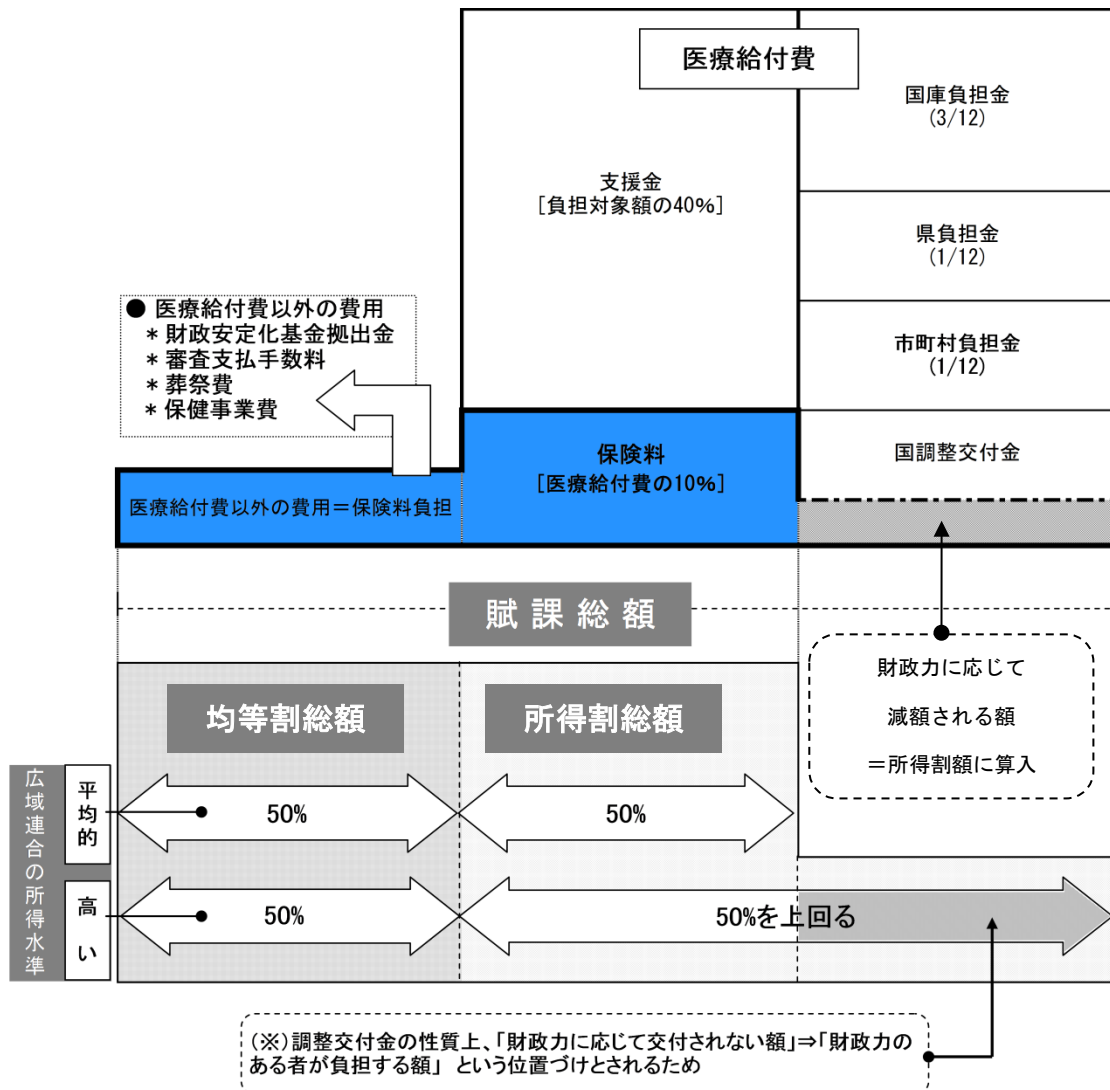 医療給付費
国庫負担金
(3/12)
支援金
[負担対象額の40%]
県負担金
(1/12)
● 医療給付費以外の費用
＊財政安定化基金拠出金
＊審査支払手数料
＊葬祭費
＊保健事業費
市町村負担金
(1/12)
保険料
[医療給付費の10%]
国調整交付金
医療給付費以外の費用＝保険料負担
賦課総額
財政力に応じて
減額される額
＝所得割額に算入
均等割総額
所得割総額
広域連合の所得水準
平均的
50%
50%
高い
50%
50%を上回る
(※)調整交付金の性質上、「財政力に応じて交付されない額」⇒「財政力の
ある者が負担する額」 という位置づけとされるため